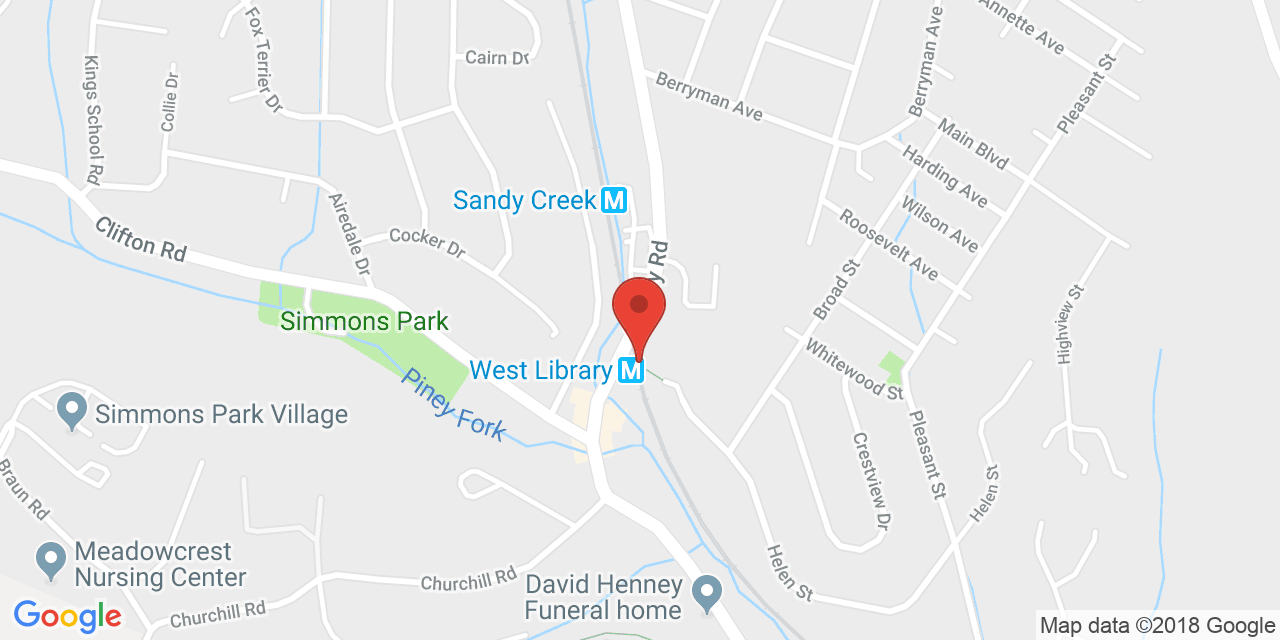 Annette Ave
Fox Terrier Dr
Cairn Dr
Kings School Rd
Collie Dr
Berryman Ave
Berryman Ave
Pleasant St
Main Blvd
Harding Ave
Sandy Creek M
Airedale Dr
Cocker Dr
Clifton Rd
Wilson Ave
Roosevelt Ave
Rd
Broad St
Highview St
Simmons Park
Whitewood St
West Library M
Piney Fork
Simmons Park Village
Pleasant St
Crestview Dr
Helen St
Braun Rd
Meadowcrest
Nursing Center
Churchill Rd
Churchill Rd
David Henney
Funeral home
Helen St
Google
Map data ©2018 Google